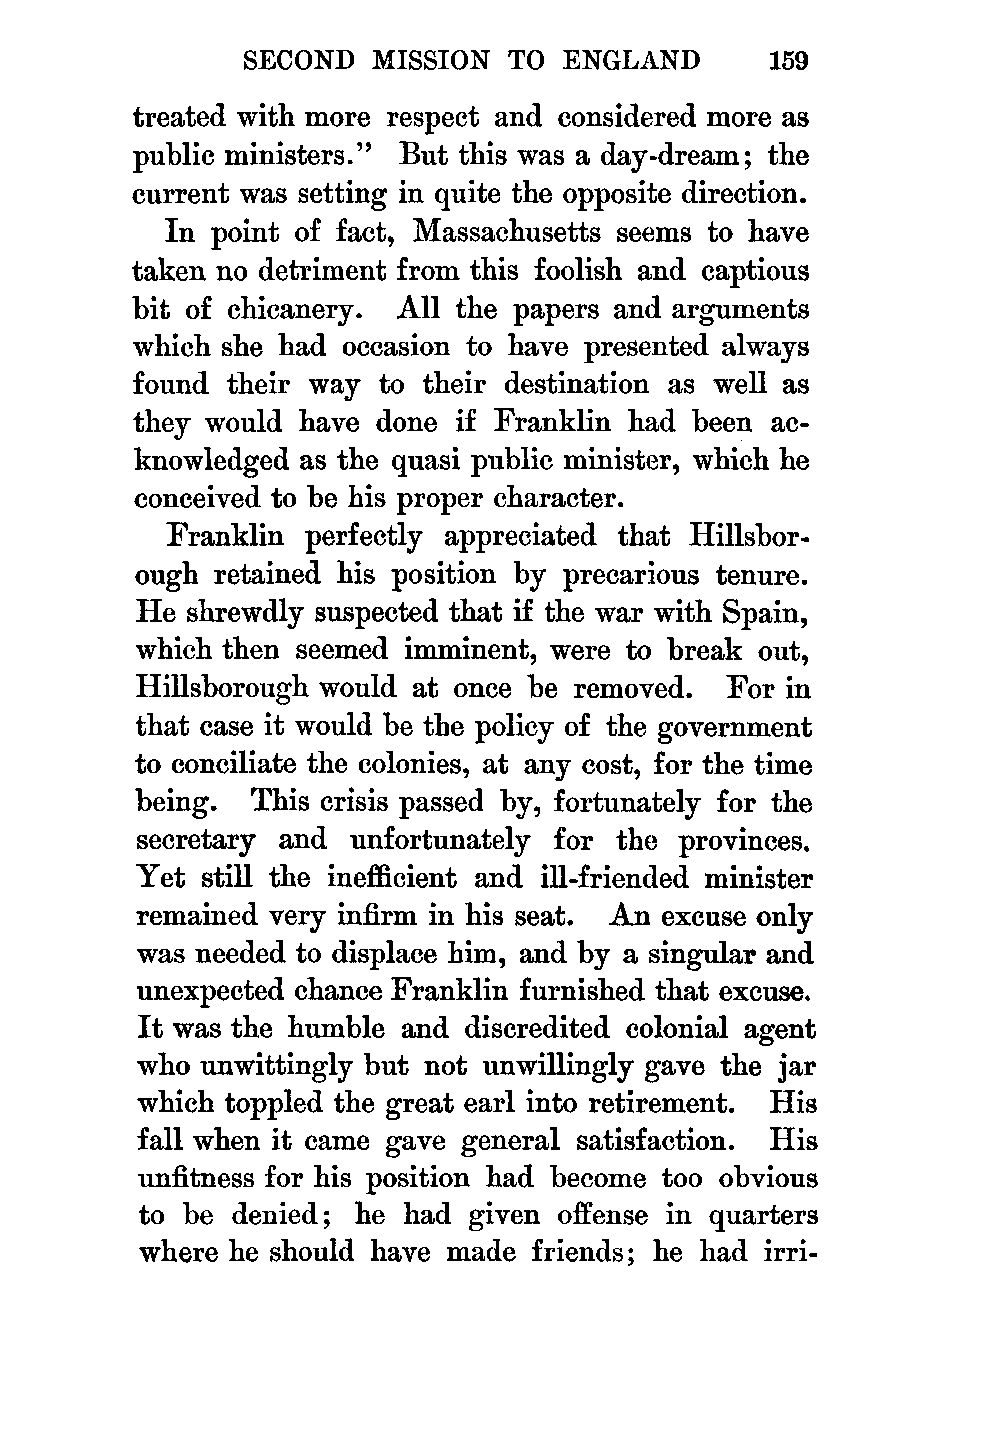 SECOND MISSION TO ENGLAND 159
treated with more respect and considered more as
public ministers." But this was a day-dream; the
current was setting in quite the opposite direction.
In point of fact, Massachusetts seems to have
taken no detriment from this foolish and captious
bit of chicanery. All the papers and arguments
which she had occasion to have presented always
found their way to their destination as well as
they would have done if Franklin had been ac-
knowledged as the quasi public minister, which he
conceived to be his proper character.
Franklin perfectly appreciated that Hillsbor-
ough retained his position by precarious tenure.
He shrewdly suspected that if the war with Spain,
which then seemed imminent, were to break out,
Hillsborough would at once be removed. For in
that case it would be the policy of the government
to conciliate the colonies, at any cost, for the time
being. This crisis passed by, fortunately for the
secretary and unfortunately for the provinces.
Yet still the inefficient and ill-friended minister
remained very infirm in his seat. An excuse only
was needed to displace him, and by a singular and
unexpected chance Franklin furnished that excuse.
It was the humble and discredited colonial agent
who unwittingly but not unwillingly gave the jar
which toppled the great earl into retirement. His
fall when it came gave general satisfaction. His
unfitness for his position had become too obvious
to be denied; he had given offense in quarters
where he should have made friends; he had irri-